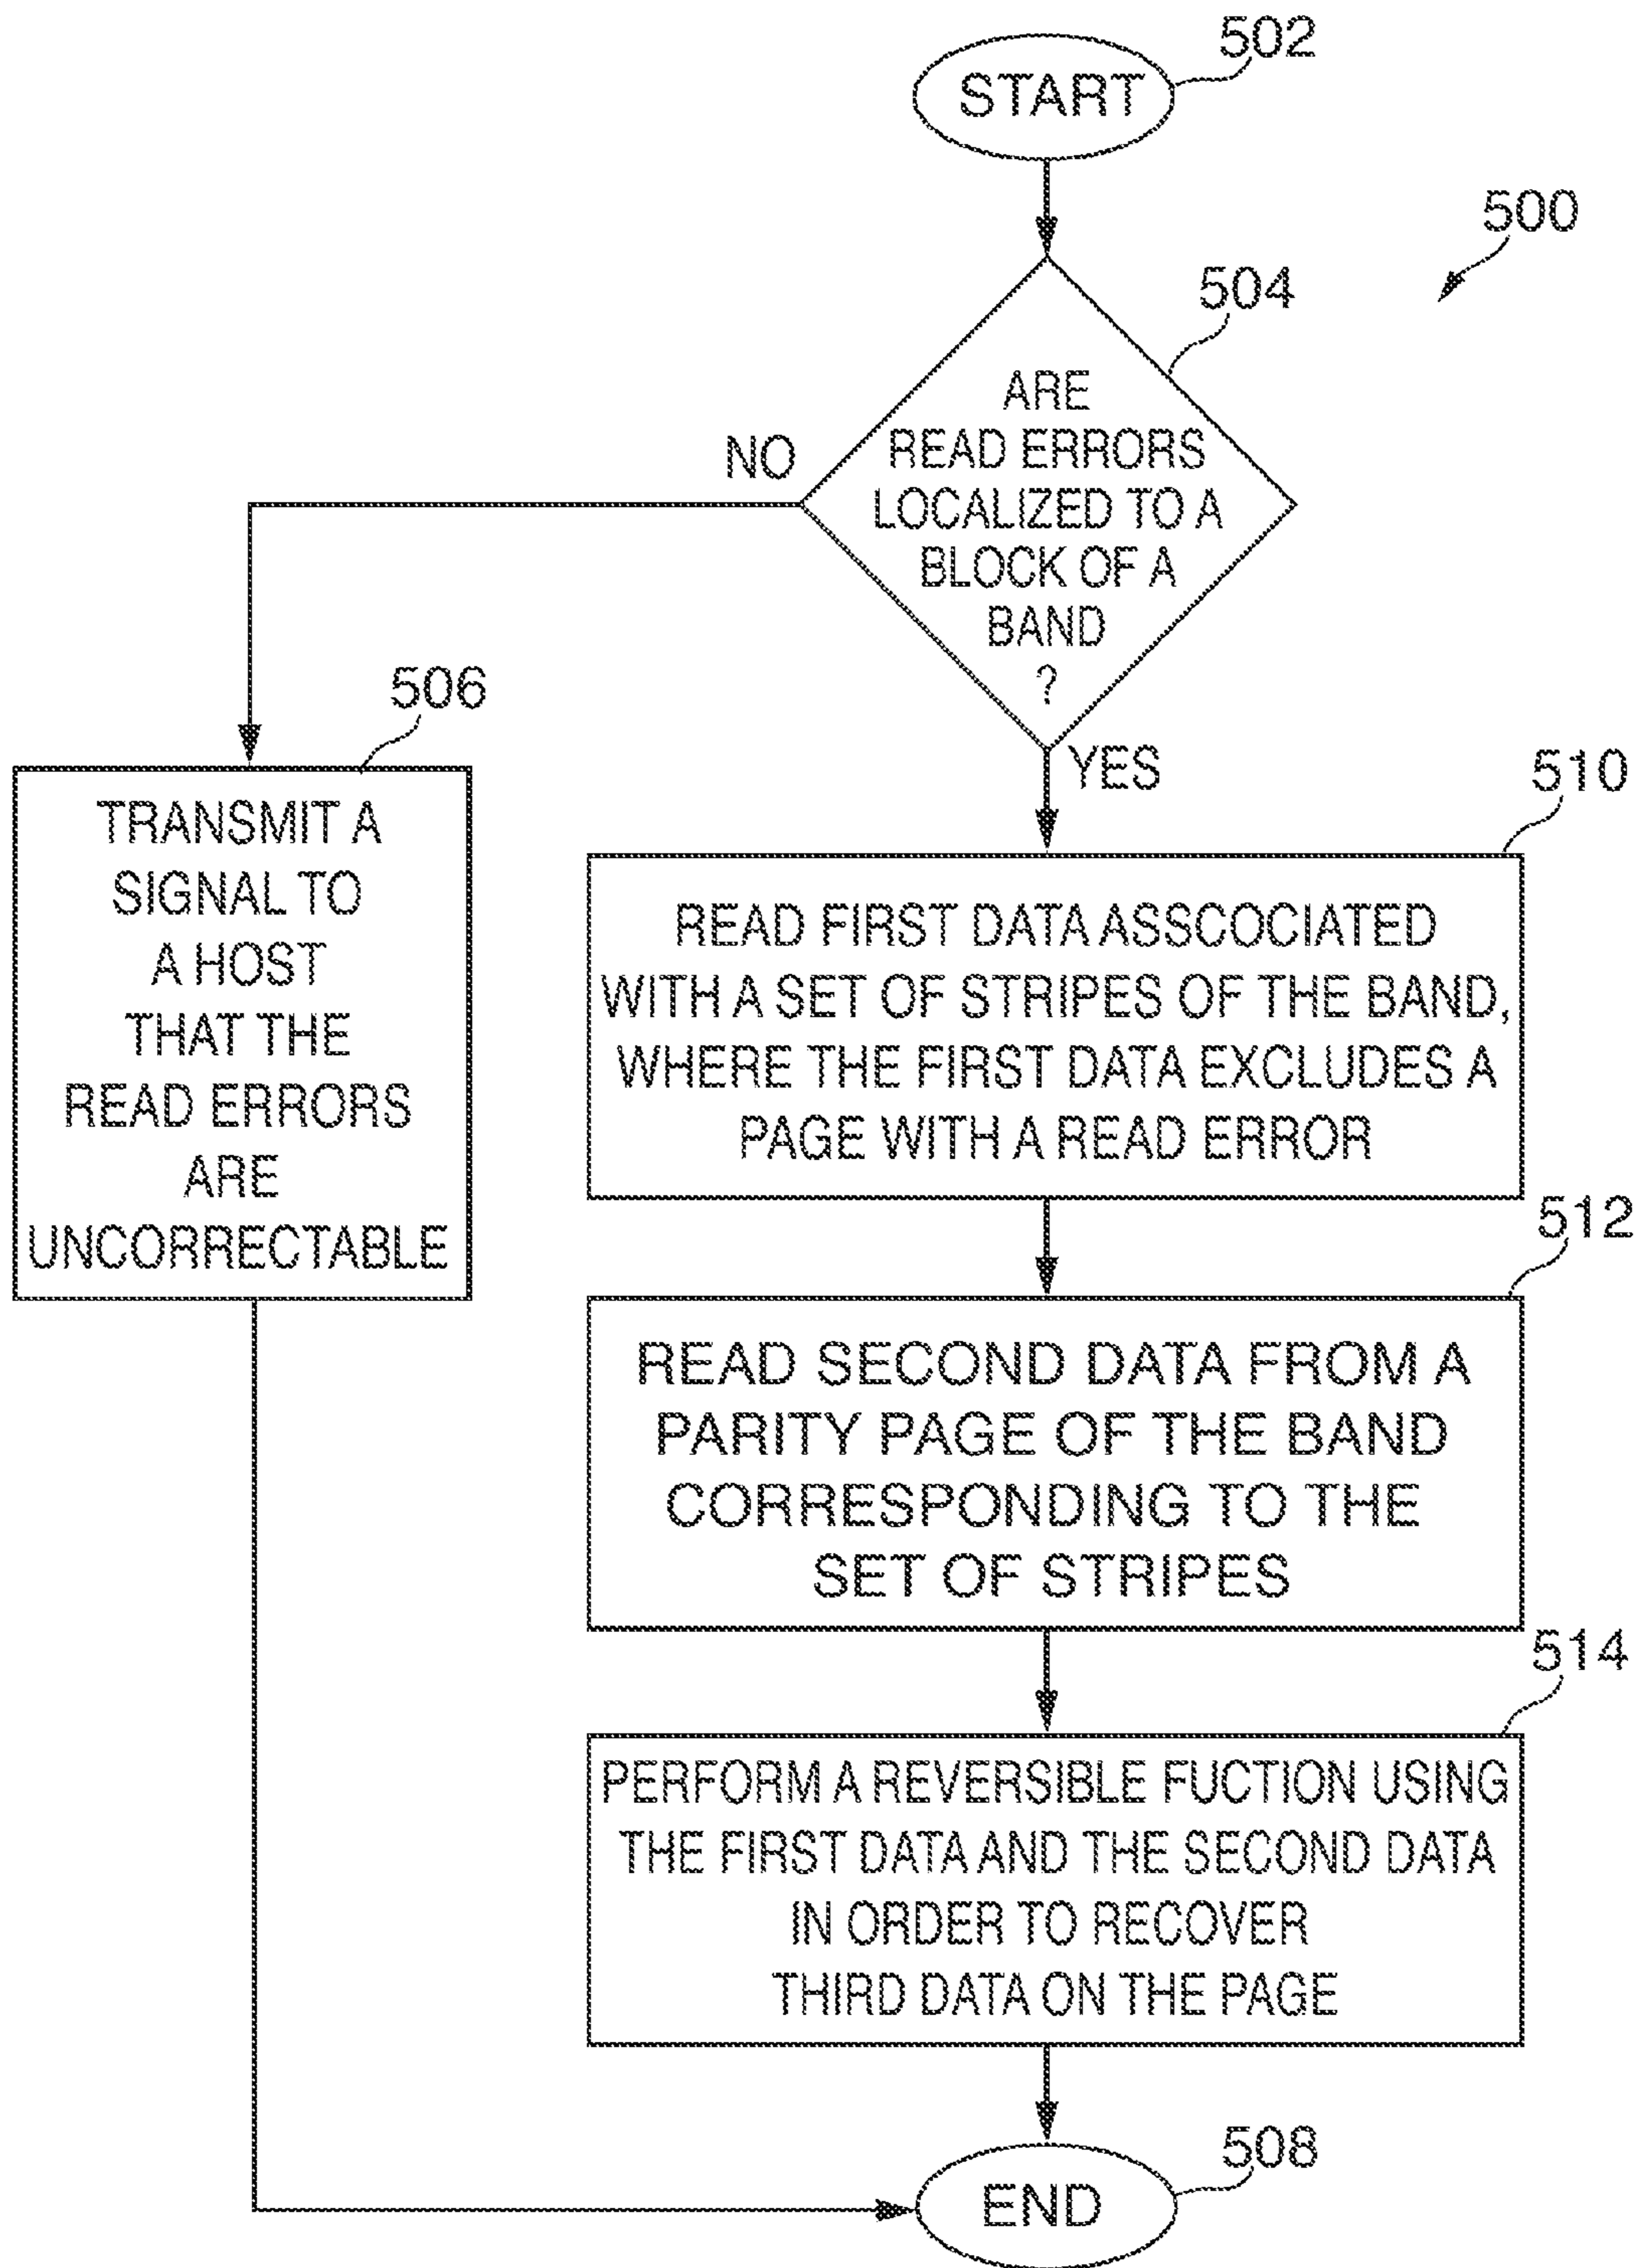 502
START
500
504
ARE
READ ERRORS
LOCALIZED TO A
BLOCK OF A
BAND
?
NO
YES
506
TRANSMIT A
SIGNAL TO
A HOST
THAT THE
READ ERRORS
ARE
UNCORRECTABLE
510
READ FIRST DATA ASSCOCIATED
WITH A SET OF STRIPES OF THE BAND,
WHERE THE FIRST DATA EXCLUDES A
PAGE WITH A READ ERROR
512
READ SECOND DATA FROM A
PARITY PAGE OF THE BAND
CORRESPONDING TO THE
SET OF STRIPES
514
PERFORM A REVERSIBLE FUCTION USING
THE FIRST DATA AND THE SECOND DATA
IN ORDER TO RECOVER
THIRD DATA ON THE PAGE
508
END